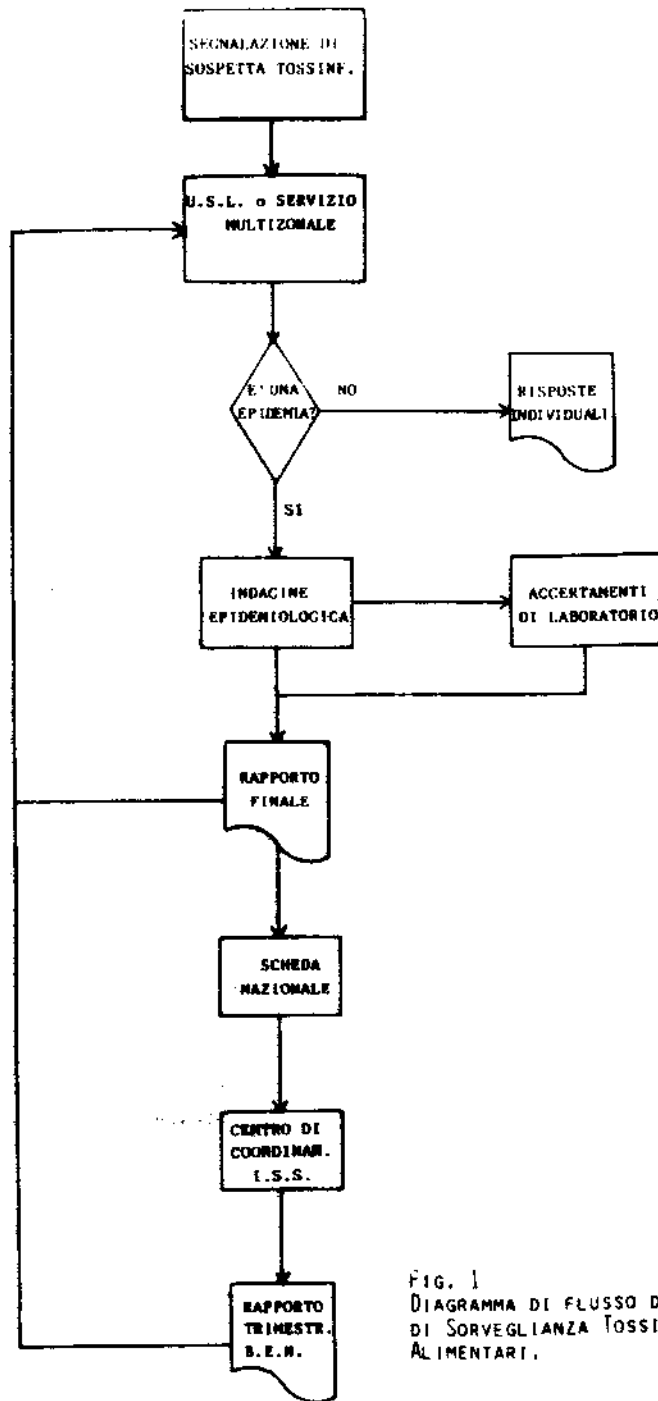 SEGNALAZIONE DI
SOSPETTA TOSSINF.
U.S.L. o SERVIZIO
MULTIZONALE
E' UNA
EPIDEMIA?
NO
RISPOSTE
INDIVIDUALI
SI
INDAGINE
EPIDEMIOLOGICA
ACCERTAMENTI
DI LABORATORIO
RAPPORTO
FINALE
SCHEDA
NAZIONALE
CENTRO DI
COORDINAM.
I.S.S.
RAPPORTO
TRIMESTR.
B.E.N.
FIG. 1
DIAGRAMMA DI FLUSSO D
DI SORVEGLIANZA TOSSI
ALIMENTARI.